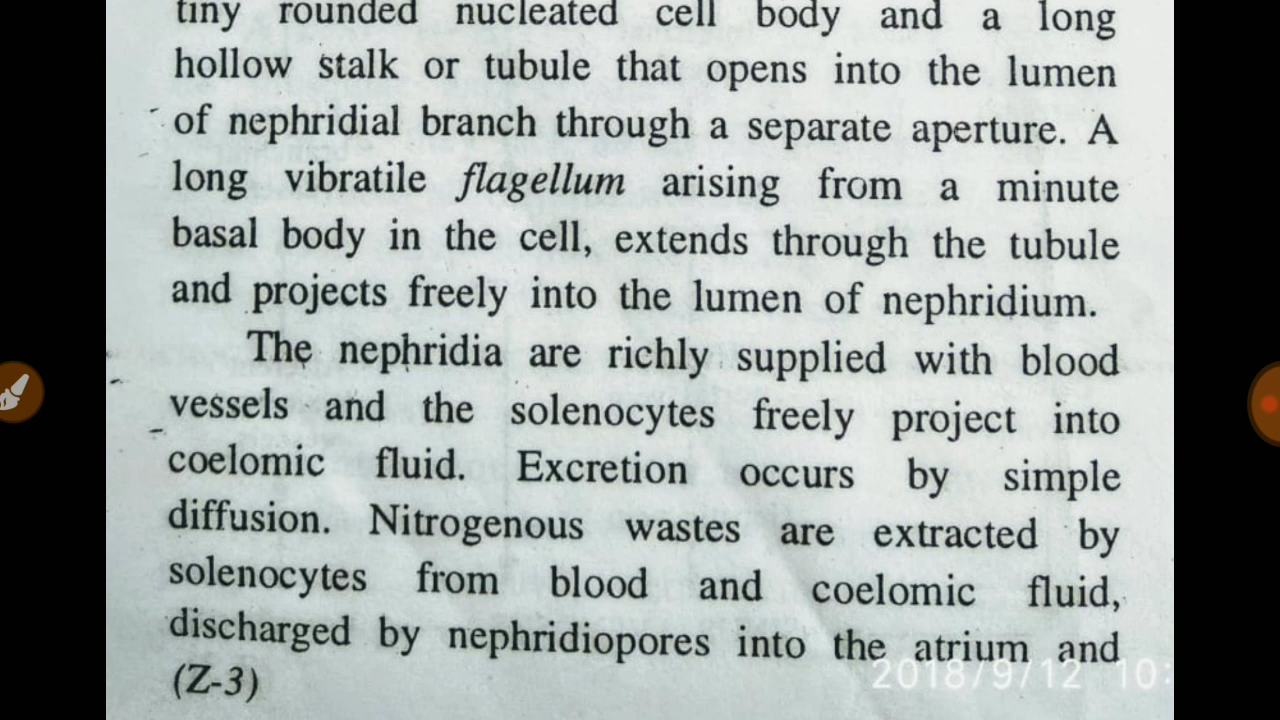 tiny rounded nucleated cell body and a long
hollow stalk or tubule that opens into the lumen
of nephridial branch through a separate aperture. A
long vibratile flagellum arising from a minute
basal body in the cell, extends through the tubule
and projects freely into the lumen of nephridium.
The nephridia are richly supplied with blood
vessels and the solenocytes freely project into
coelomic fluid. Excretion occurs by simple
diffusion. Nitrogenous wastes are extracted by
solenocytes from blood and coelomic fluid,
discharged by nephridiopores into the atrium and
(Z-3)
2018/9/12 10: